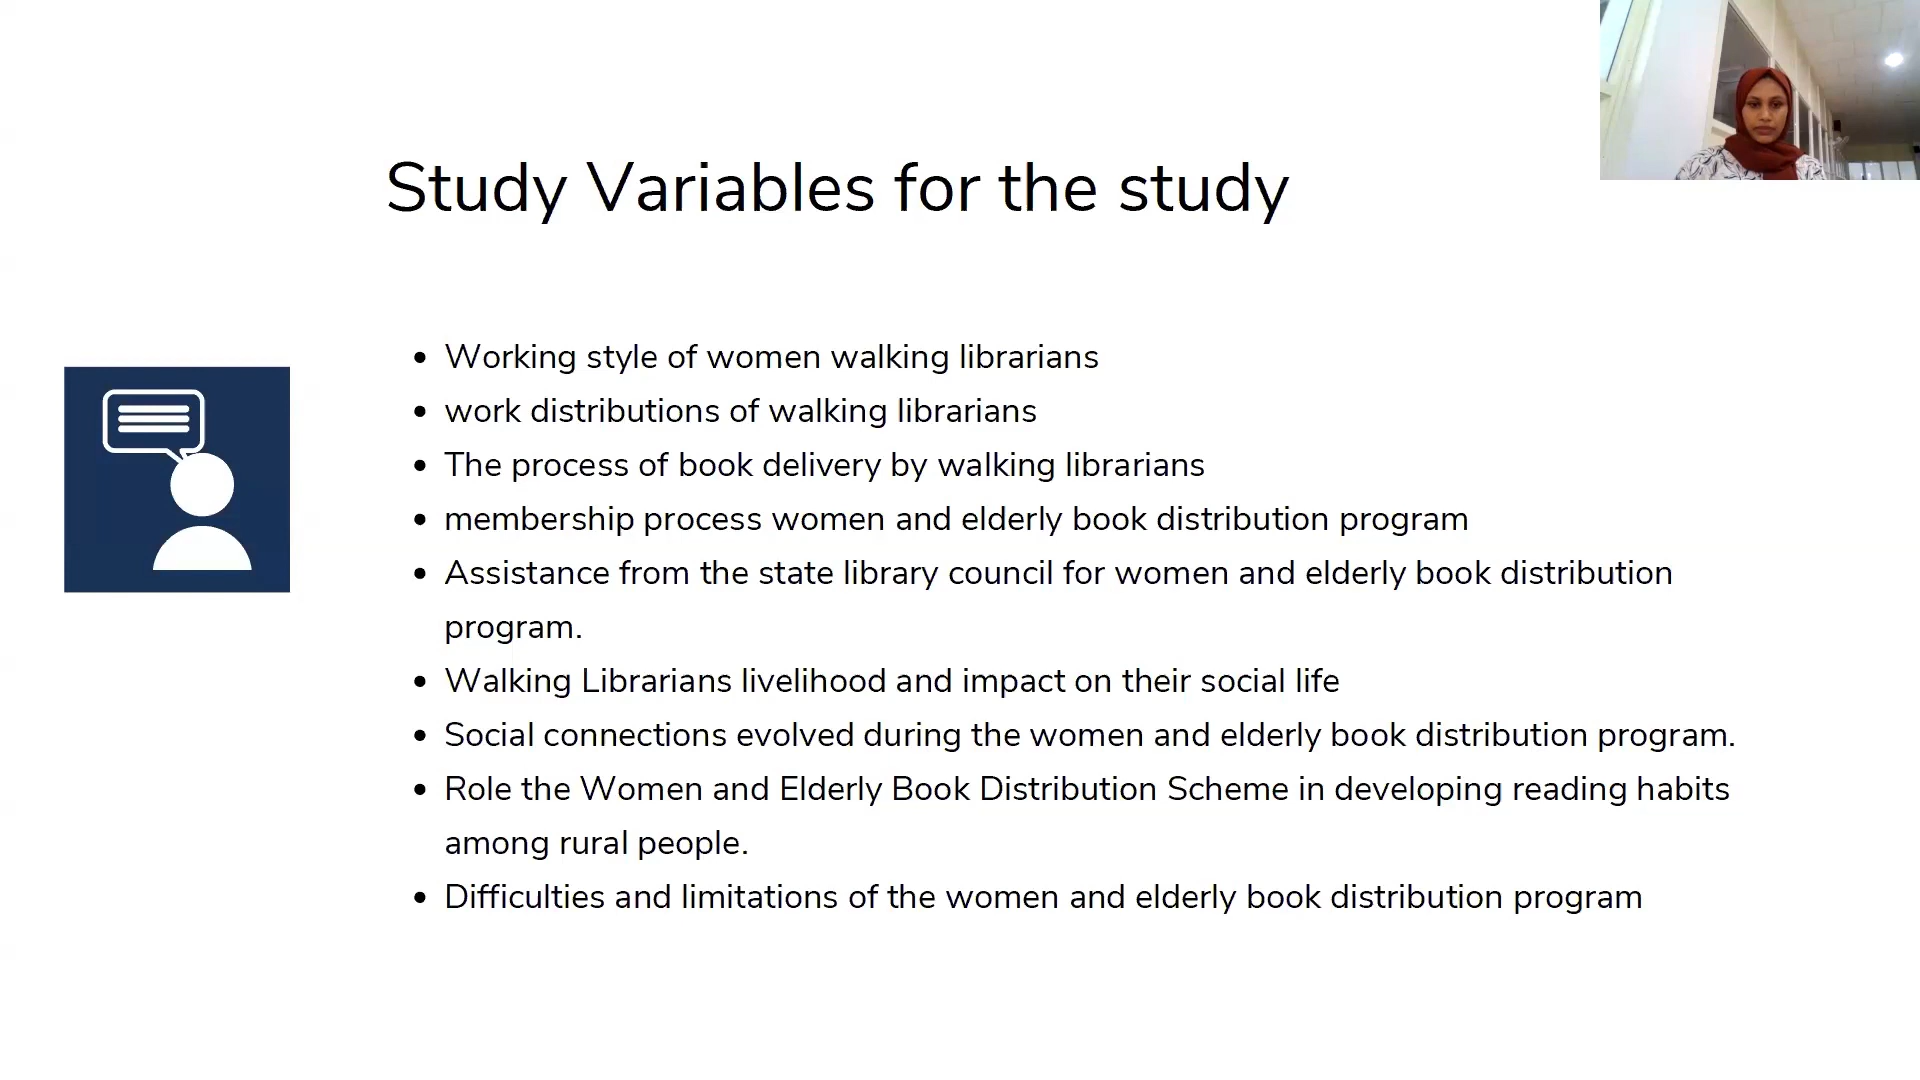 Study Variables for the study
• Working style of women walking librarians
• work distributions of walking librarians
• The process of book delivery by walking librarians
• membership process women and elderly book distribution program
• Assistance from the state library council for women and elderly book distribution
program.
• Walking Librarians livelihood and impact on their social life
• Social connections evolved during the women and elderly book distribution program.
• Role the Women and Elderly Book Distribution Scheme in developing reading habits
among rural people.
• Difficulties and limitations of the women and elderly book distribution program